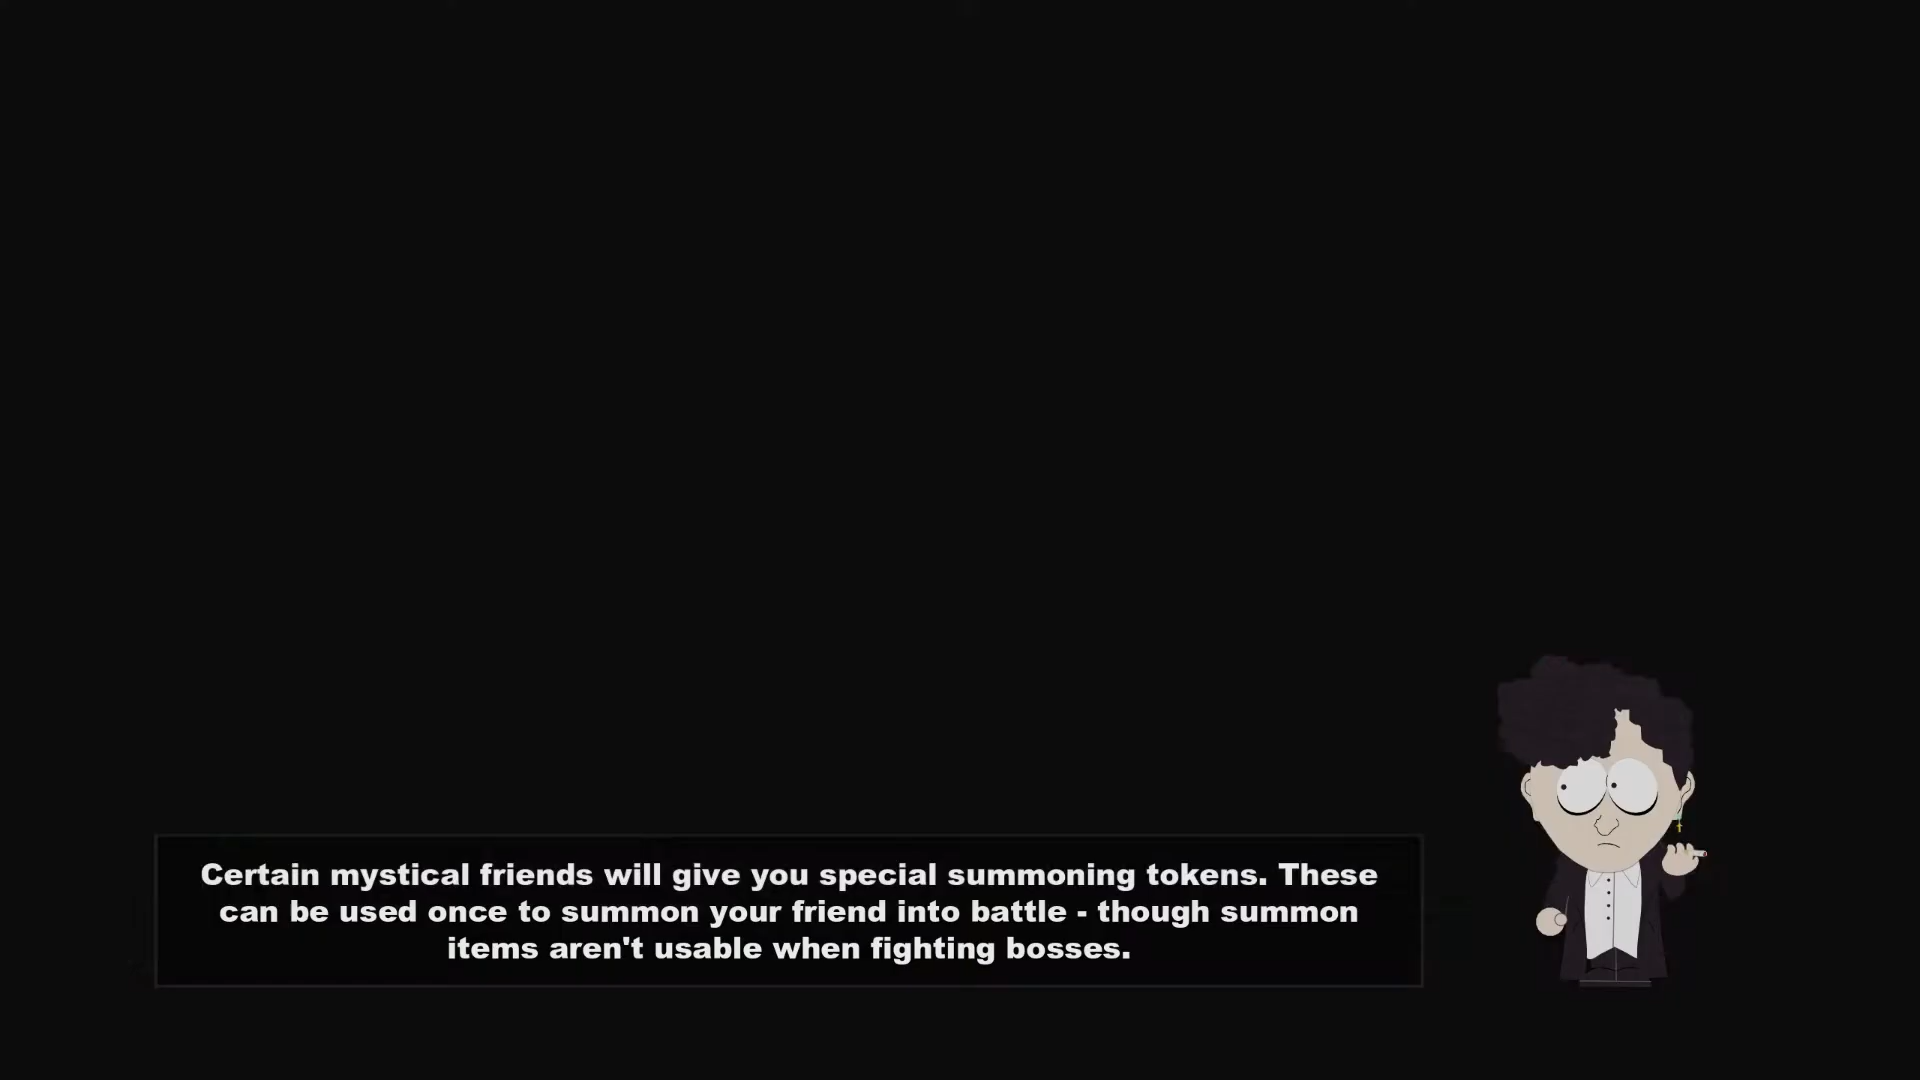 Certain mystical friends will give you special summoning tokens. These
can be used once to summon your friend into battle - though summon
items aren't usable when fighting bosses.